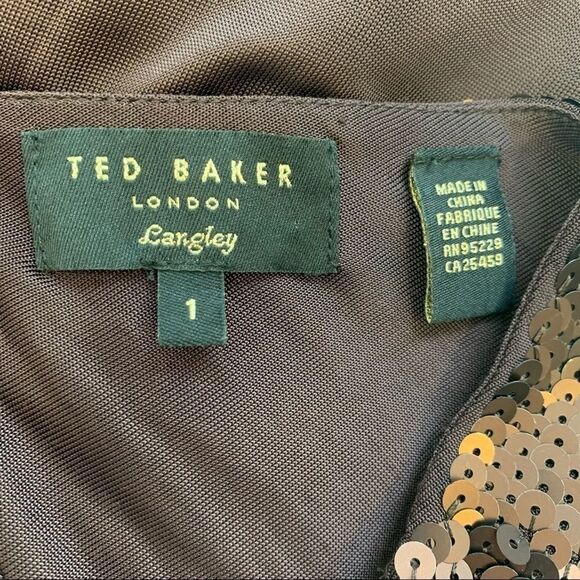 TED BAKER
LONDON
Langley
1
MADE IN
CHINA
FABRIQUE
EN CHINE
RN95229
CA25459